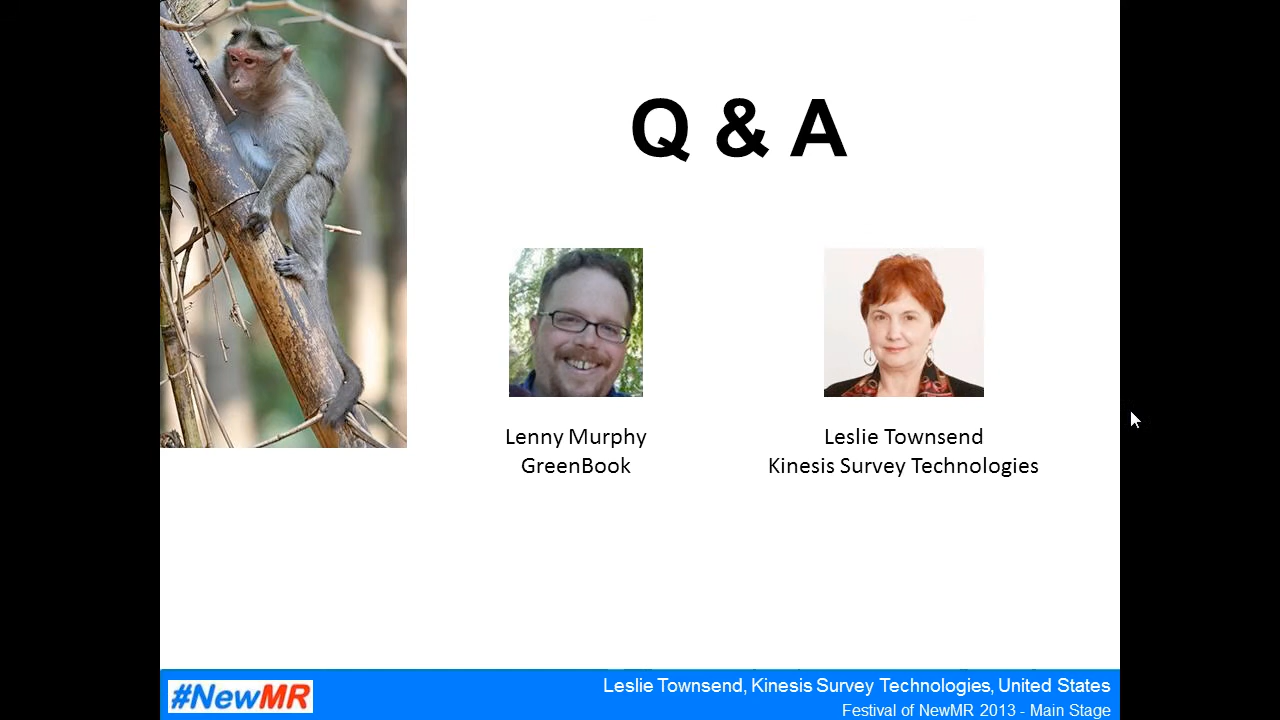 Q & A
Lenny Murphy
GreenBook
Leslie Townsend
Kinesis Survey Technologies
#NewMR
Leslie Townsend, Kinesis Survey Technologies, United States
Festival of NewMR 2013 - Main Stage